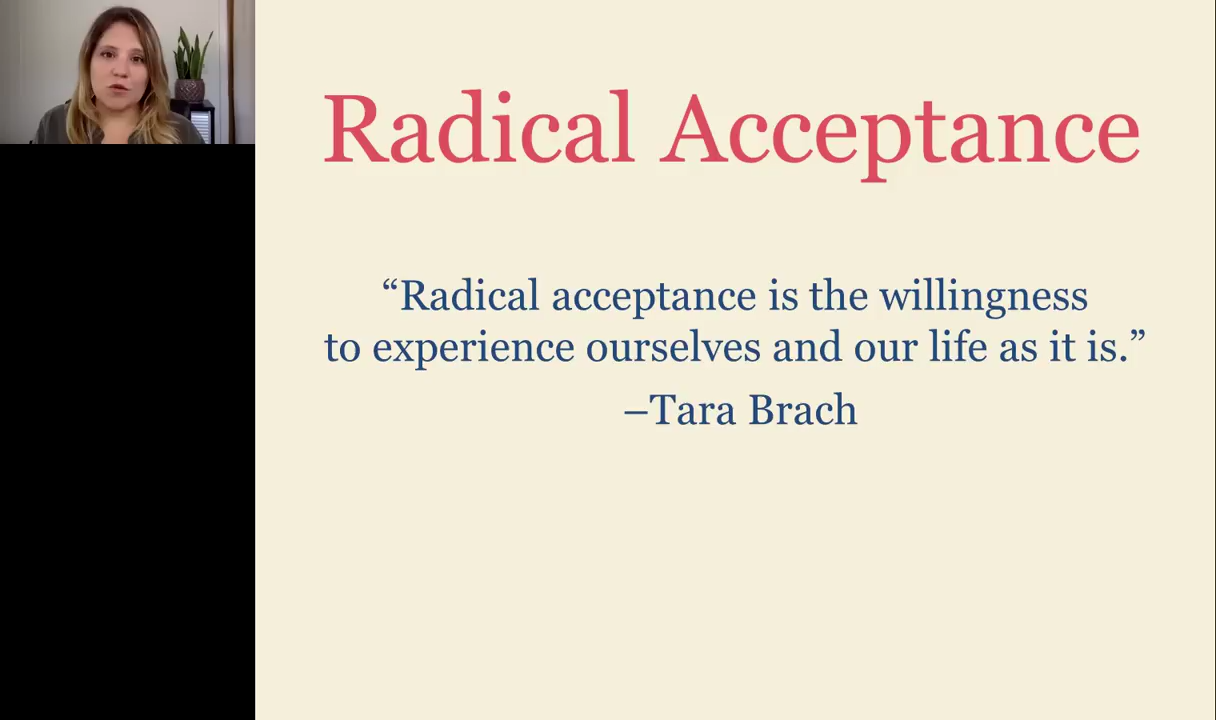 Radical Acceptance
“Radical acceptance is the willingness
to experience ourselves and our life as it is.”
–Tara Brach